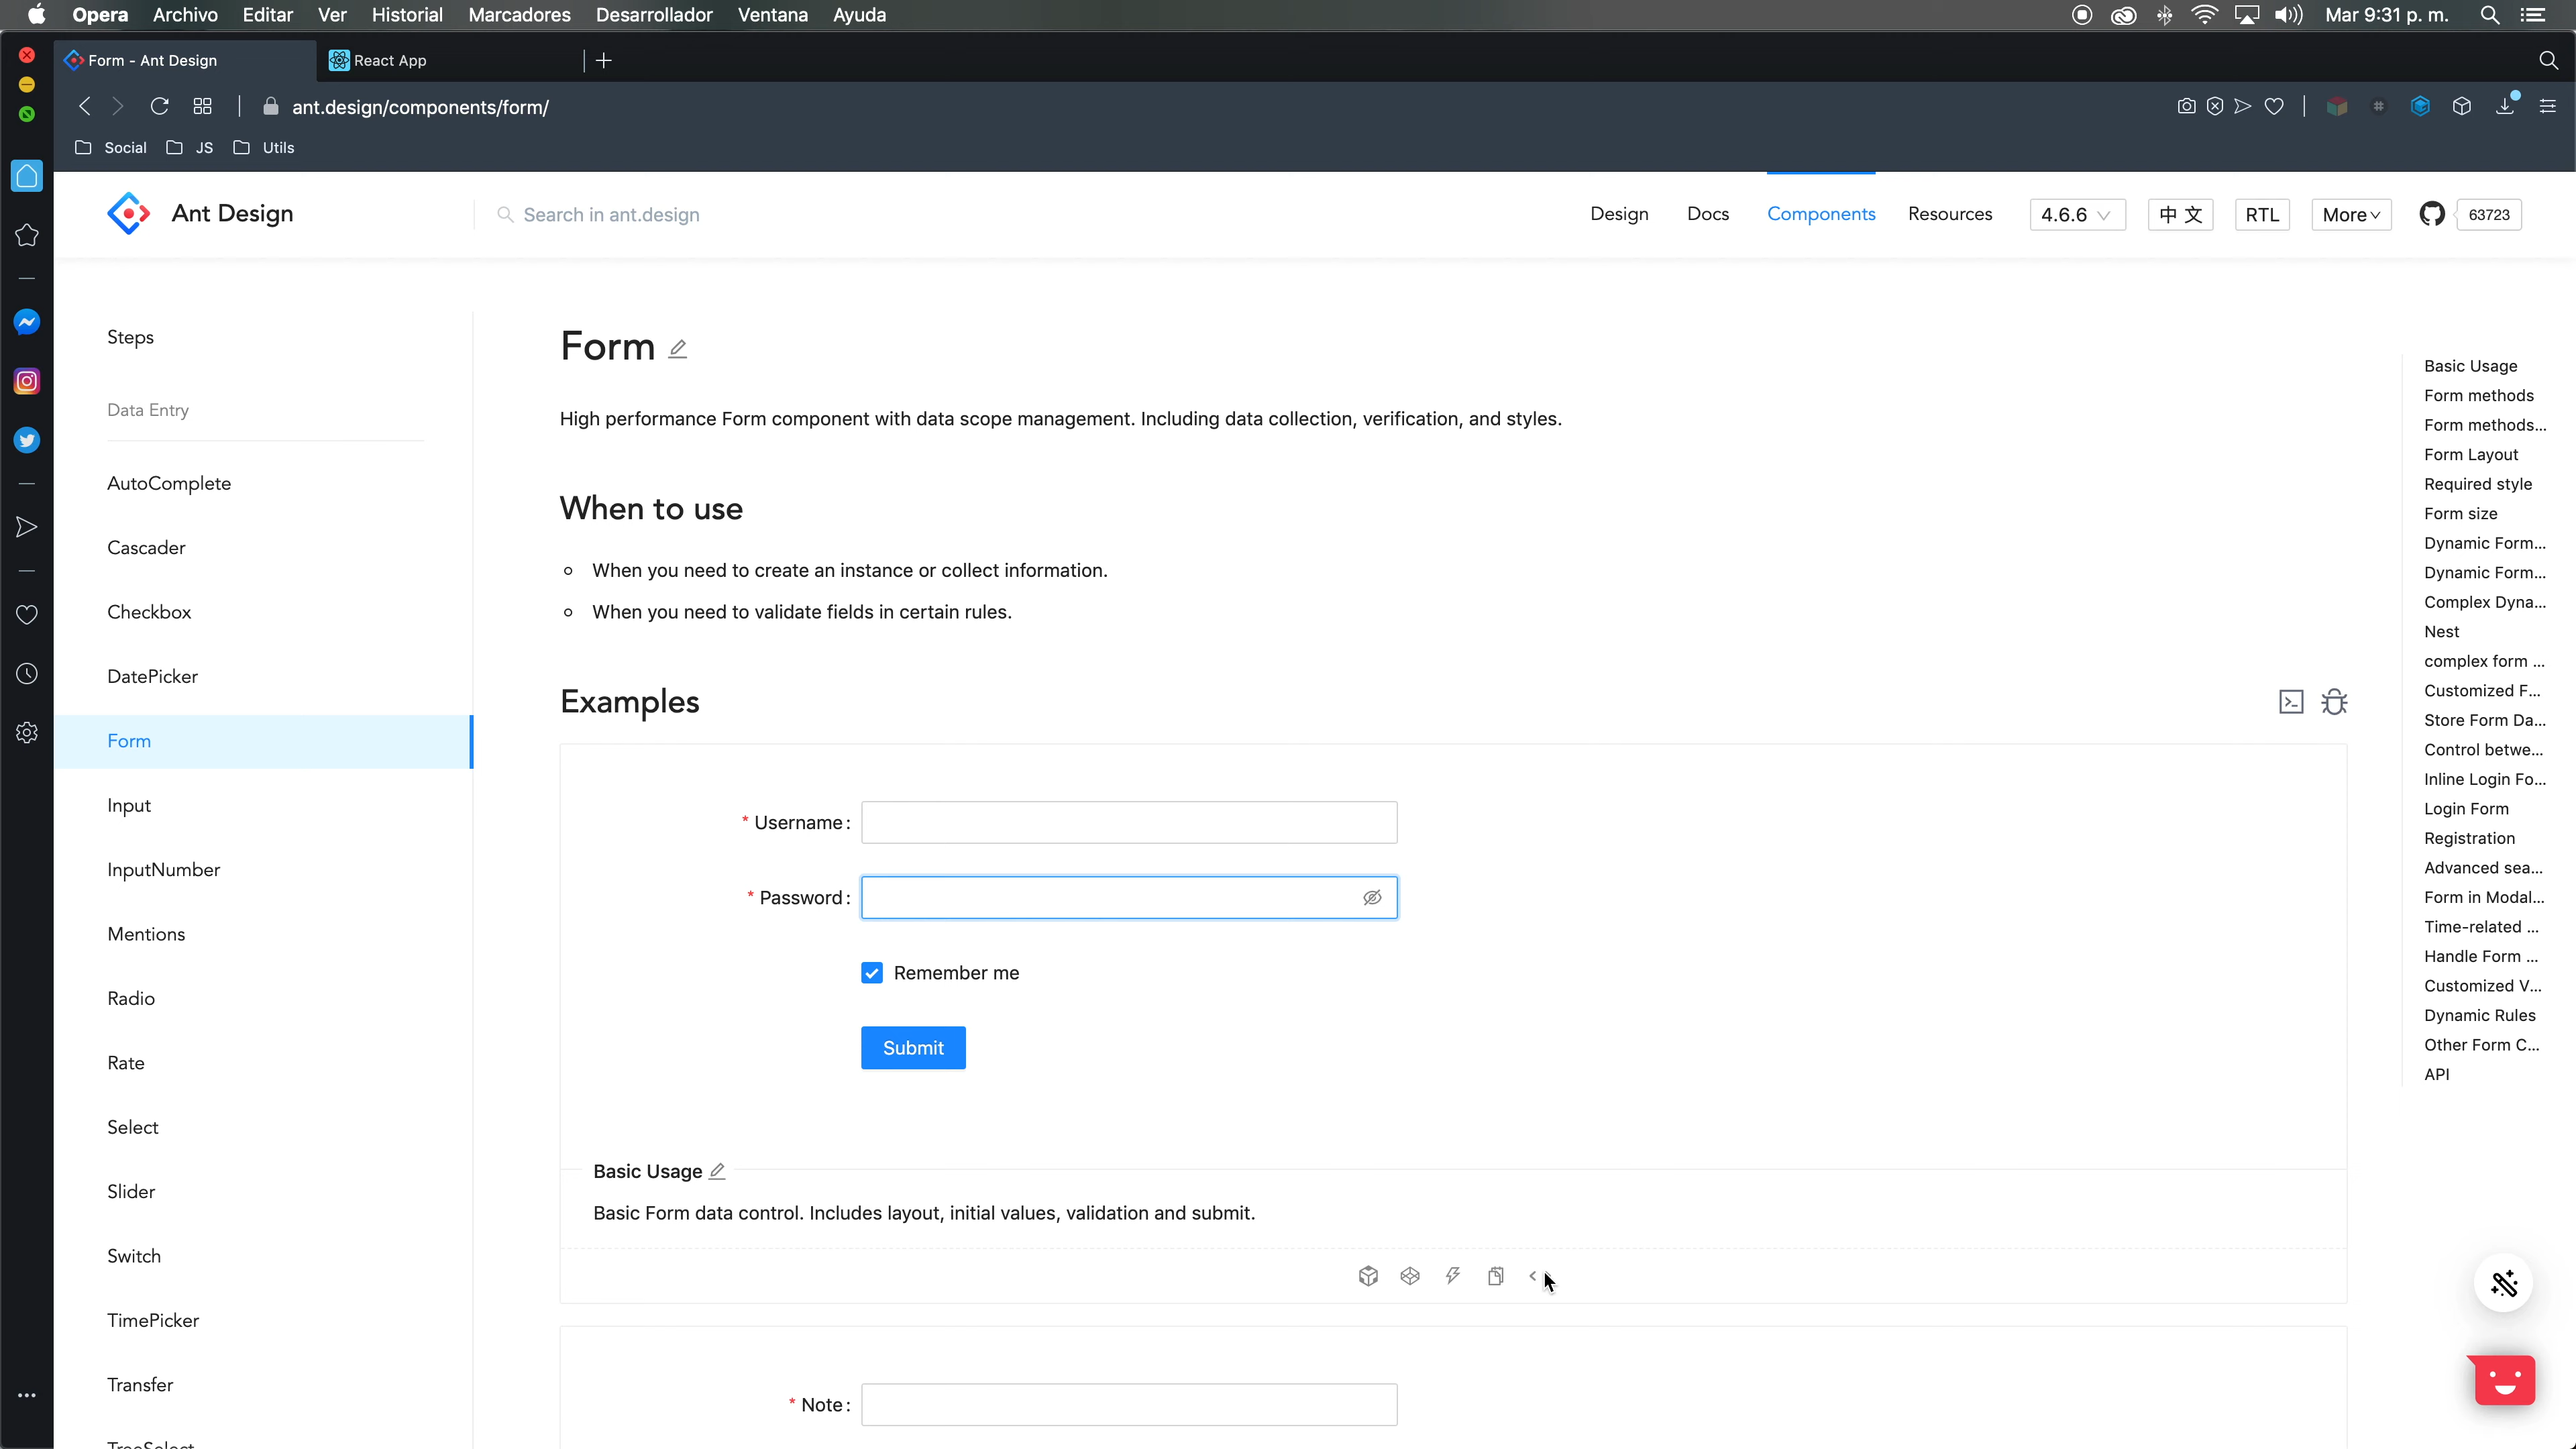 Opera Archivo Editar Ver Historial Marcadores Desarrollador Ventana Ayuda Mar 9:31 p. m.
Form - Ant Design React App
ant.design/components/form/
Social JS Utils
Ant Design Search in ant.design Design Docs Components Resources 4.6.6 中 文 RTL More 63723
Steps
Data Entry
AutoComplete
Cascader
Checkbox
DatePicker
Form
Input
InputNumber
Mentions
Radio
Rate
Select
Slider
Switch
TimePicker
Transfer
Form
High performance Form component with data scope management. Including data collection, verification, and styles.
When to use
When you need to create an instance or collect information.
When you need to validate fields in certain rules.
Examples
* Username :
* Password :
Remember me
Submit
Basic Usage
Basic Form data control. Includes layout, initial values, validation and submit.
* Note :
Basic Usage
Form methods
Form methods...
Form Layout
Required style
Form size
Dynamic Form...
Dynamic Form...
Complex Dyna...
Nest
complex form ...
Customized F...
Store Form Da...
Control betwe...
Inline Login Fo...
Login Form
Registration
Advanced sea...
Form in Modal...
Time-related ...
Handle Form ...
Customized V...
Dynamic Rules
Other Form C...
API